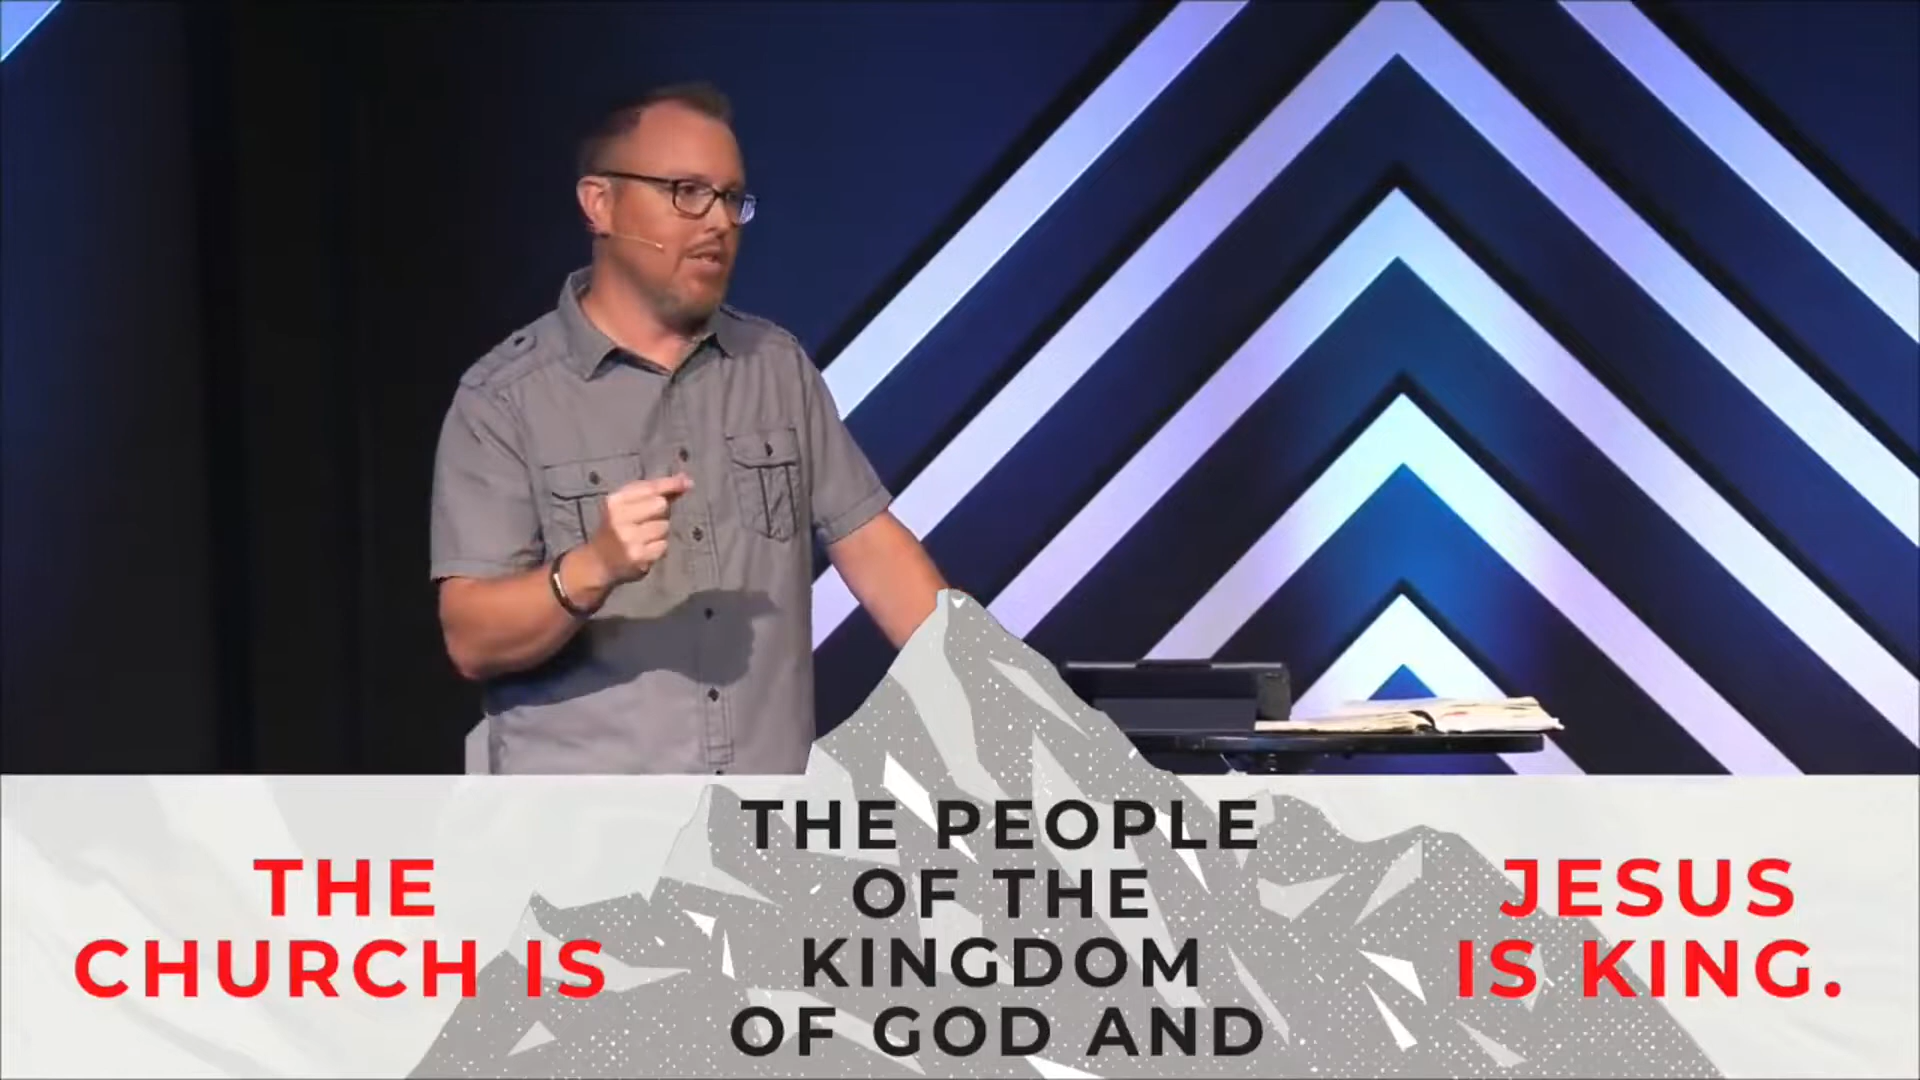 THE
CHURCH IS
THE PEOPLE
OF THE
KINGDOM
OF GOD AND
JESUS
IS KING.